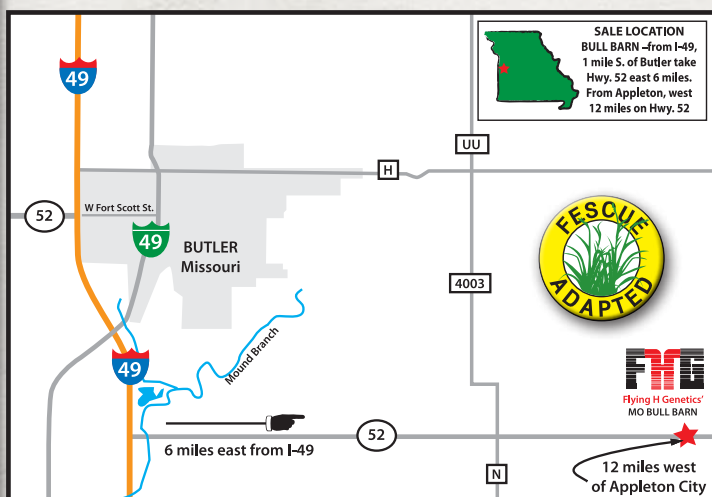 49
SALE LOCATION
BULL BARN –from I-49,
1 mile S. of Butler take
Hwy. 52 east 6 miles.
From Appleton, west
12 miles on Hwy. 52
UU
H
52
W Fort Scott St.
49
BUTLER
Missouri
FESCUE
ADAPTED
4003
Mound Branch
49
FHG
Flying H Genetics'
MO BULL BARN
6 miles east from I-49
52
12 miles west
of Appleton City
N